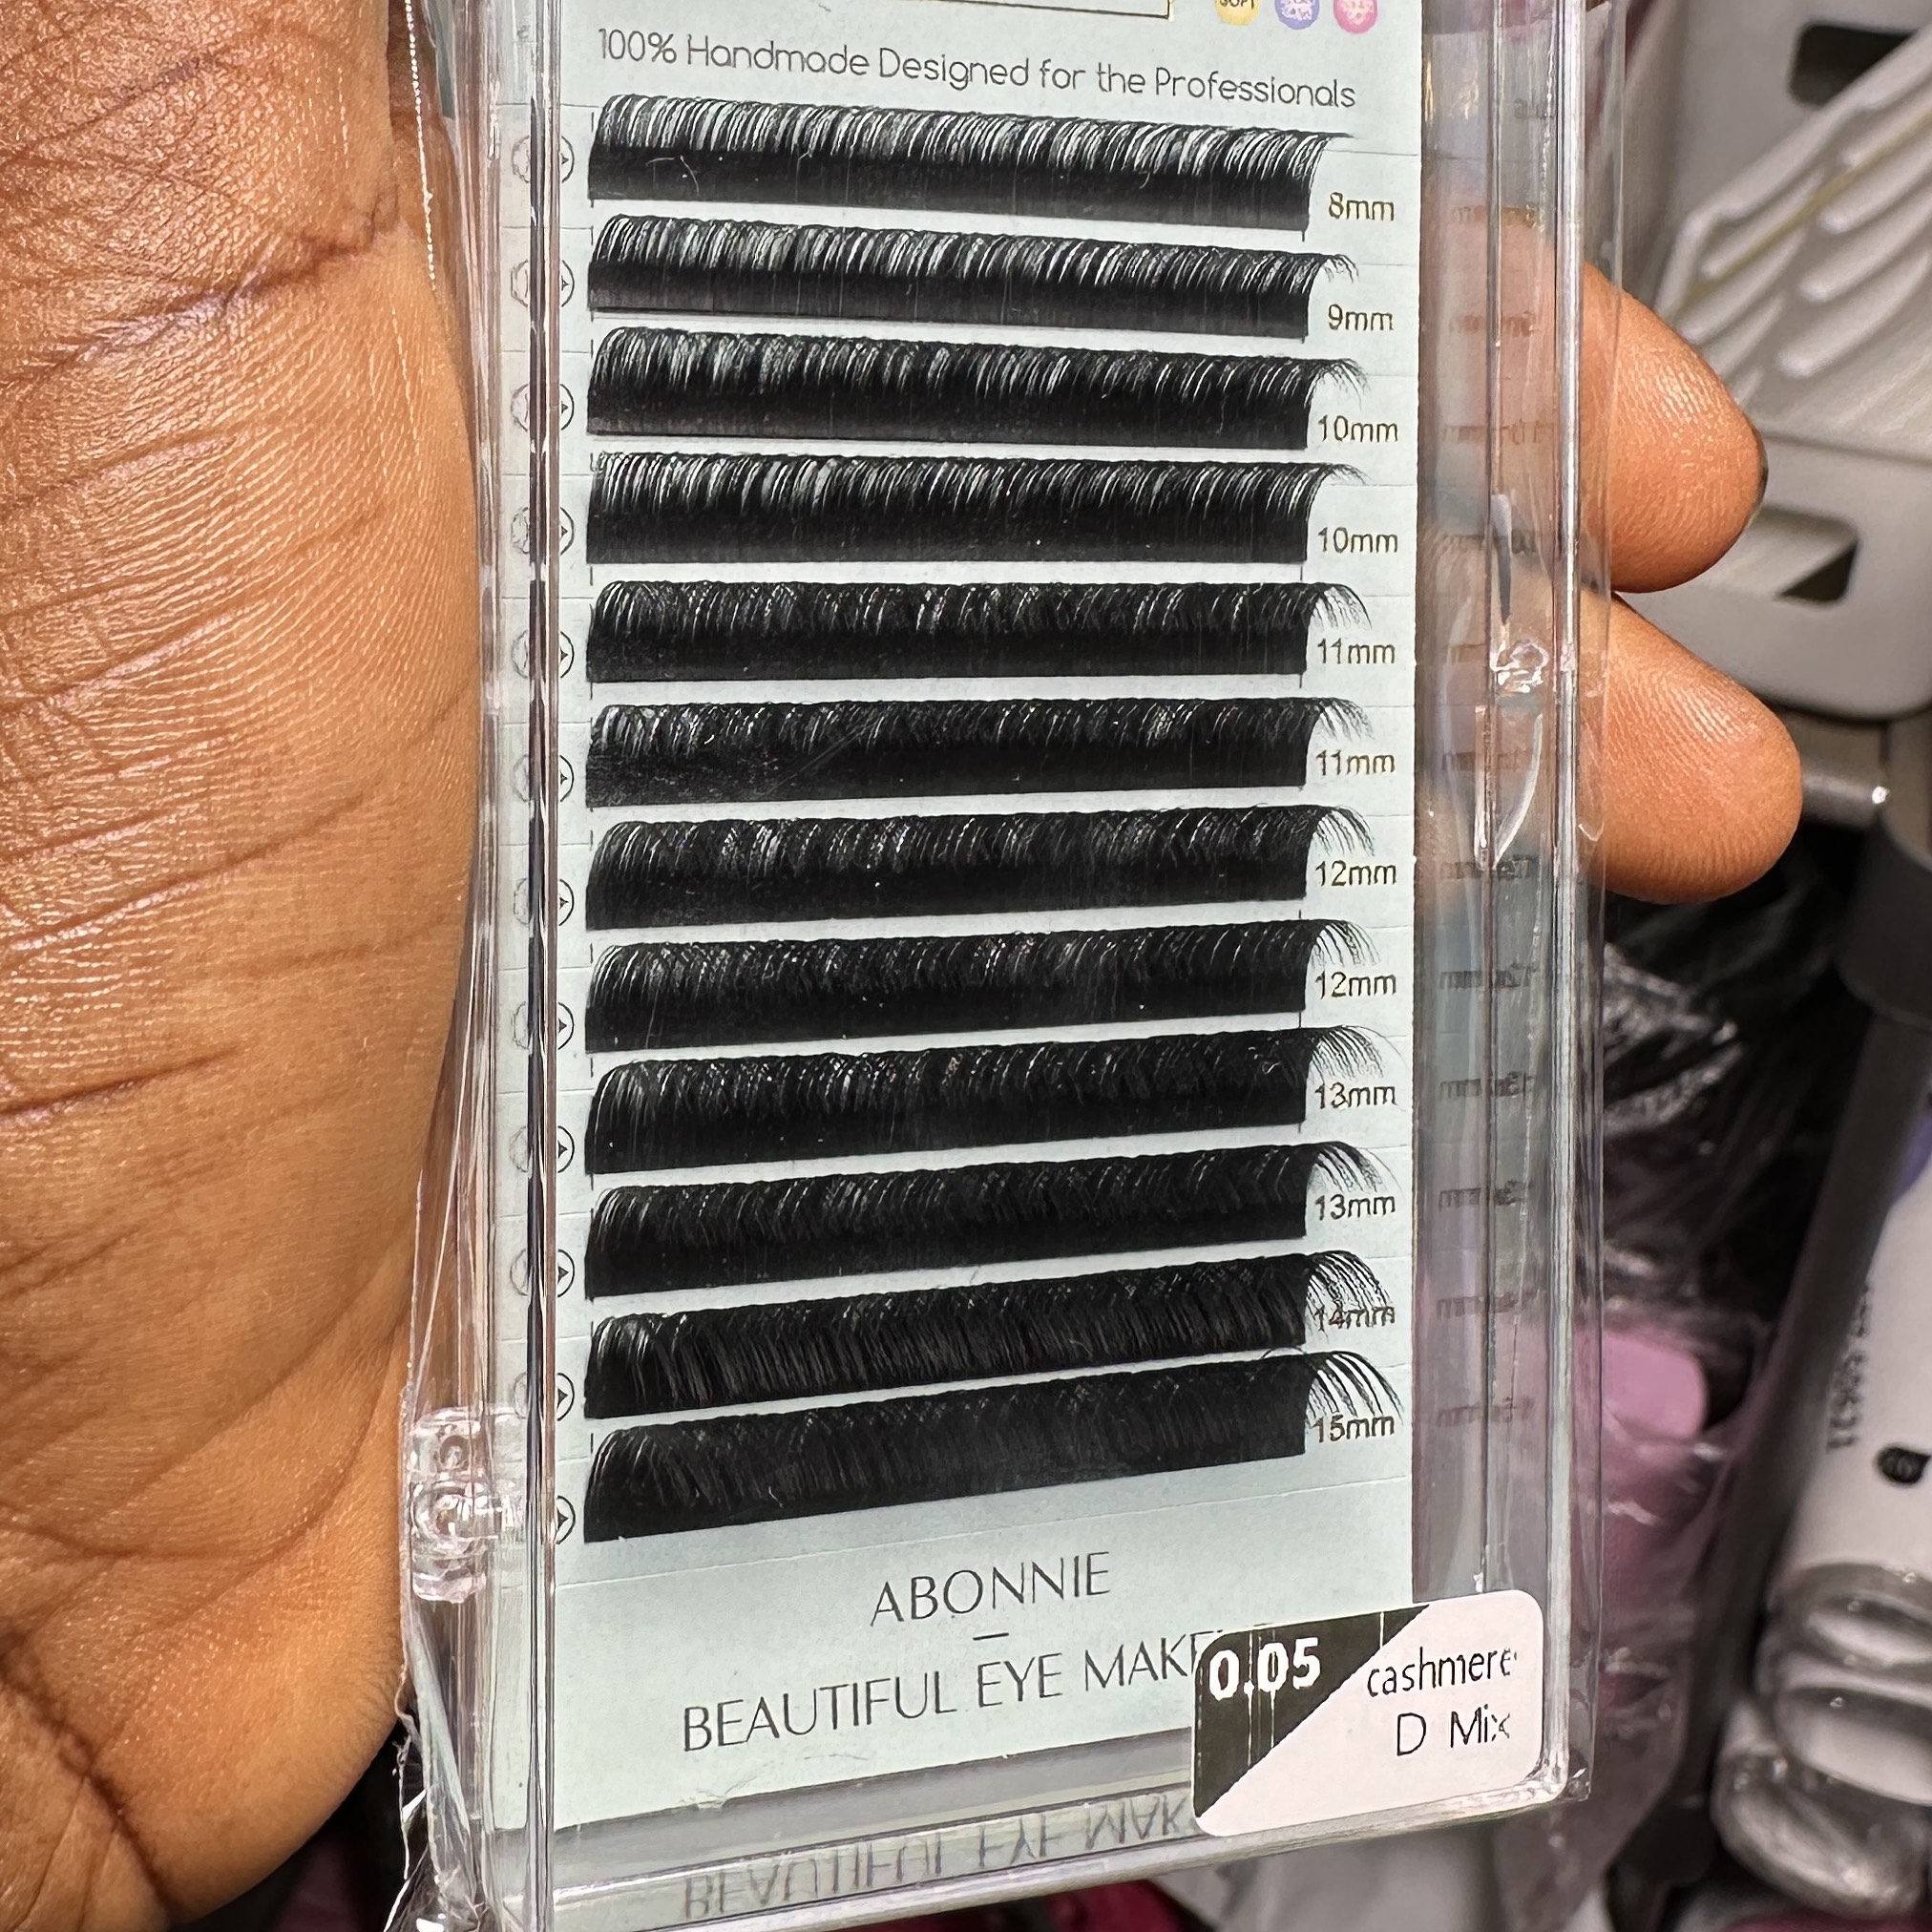 SOFT
100% Handmade Designed for the Professionals
8mm
9mm
10mm
10mm
11mm
11mm
12mm
12mm
13mm
13mm
14mm
15mm
ABONNIE
BEAUTIFUL EYE
0.05
cashmere
D Mix